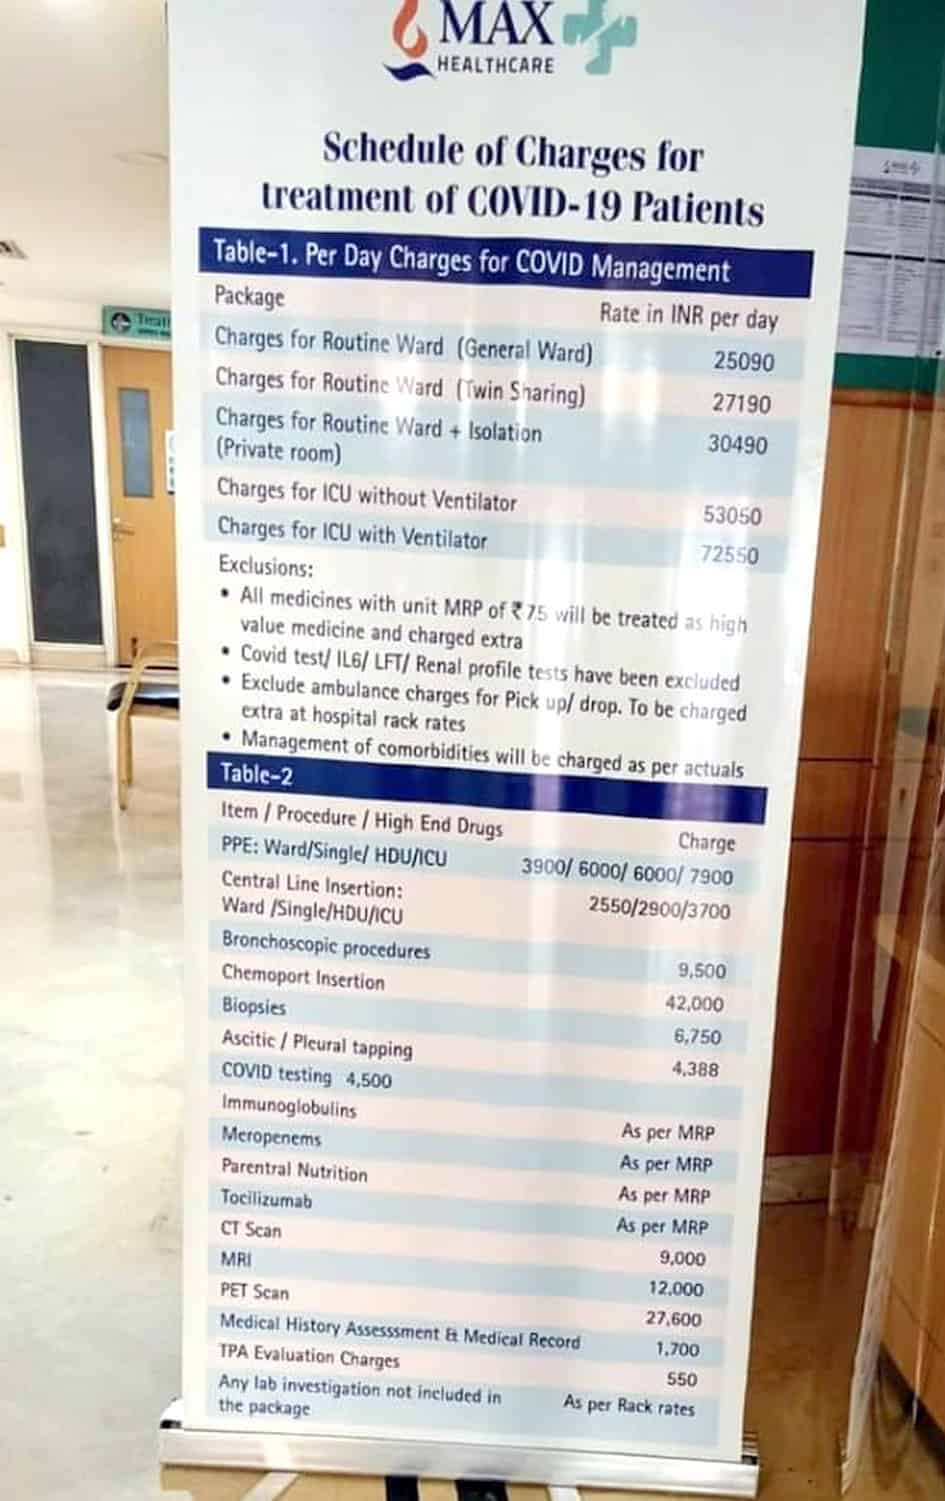 MAX
HEALTHCARE
Schedule of Charges for
treatment of COVID-19 Patients
Table-1. Per Day Charges for COVID Management
Package Rate in INR per day
Charges for Routine Ward (General Ward) 25090
Charges for Routine Ward (Twin Sharing) 27190
Charges for Routine Ward + Isolation 30490
(Private room)
Charges for ICU without Ventilator 53050
Charges for ICU with Ventilator 72550
Exclusions:
• All medicines with unit MRP of ₹75 will be treated as high
value medicine and charged extra
• Covid test/ IL6/ LFT/ Renal profile tests have been excluded
• Exclude ambulance charges for Pick up/ drop. To be charged
extra at hospital rack rates
• Management of comorbidities will be charged as per actuals
Table-2
Item / Procedure / High End Drugs Charge
PPE: Ward/Single/ HDU/ICU 3900/ 6000/ 6000/ 7900
Central Line Insertion: 2550/2900/3700
Ward /Single/HDU/ICU
Bronchoscopic procedures 9,500
Chemoport Insertion 42,000
Biopsies 6,750
Ascitic / Pleural tapping 4,388
COVID testing 4,500
Immunoglobulins As per MRP
Meropenems As per MRP
Parentral Nutrition As per MRP
Tocilizumab As per MRP
CT Scan 9,000
MRI 12,000
PET Scan 27,600
Medical History Assesssment & Medical Record 1,700
TPA Evaluation Charges 550
Any lab investigation not included in As per Rack rates
the package